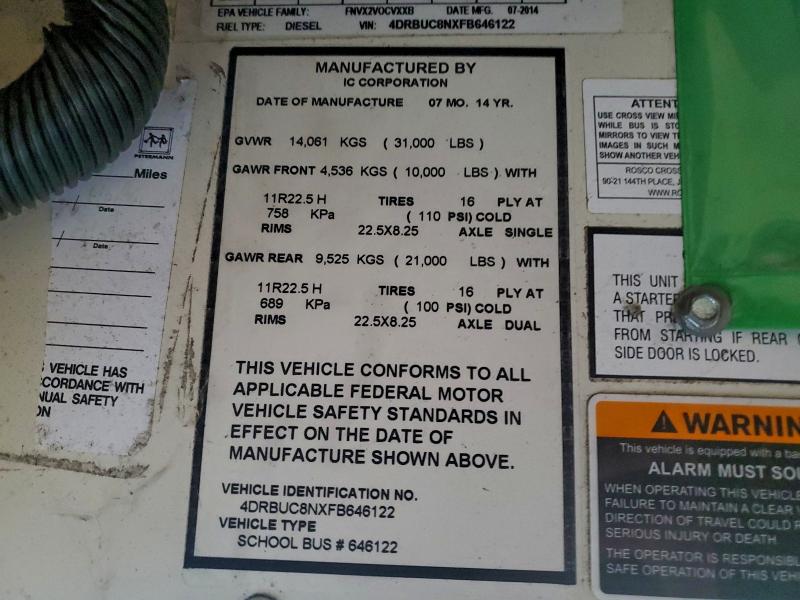 EPA VEHICLE FAMILY: FNVX2VOCVXXB DATE MFG. 07-2014
FUEL TYPE: DIESEL VIN: 4DRBUC8NXFB646122
MANUFACTURED BY
IC CORPORATION
DATE OF MANUFACTURE 07 MO. 14 YR.
GVWR 14,061 KGS ( 31,000 LBS )
GAWR FRONT 4,536 KGS ( 10,000 LBS ) WITH
11R22.5 H TIRES 16 PLY AT
758 KPa ( 110 PSI) COLD
RIMS 22.5X8.25 AXLE SINGLE
GAWR REAR 9,525 KGS ( 21,000 LBS ) WITH
11R22.5 H TIRES 16 PLY AT
689 KPa ( 100 PSI) COLD
RIMS 22.5X8.25 AXLE DUAL
THIS VEHICLE CONFORMS TO ALL
APPLICABLE FEDERAL MOTOR
VEHICLE SAFETY STANDARDS IN
EFFECT ON THE DATE OF
MANUFACTURE SHOWN ABOVE.
VEHICLE IDENTIFICATION NO.
4DRBUC8NXFB646122
VEHICLE TYPE
SCHOOL BUS # 646122
PETERMANN
Miles
Date
Date
VEHICLE HAS
CCORDANCE WITH
NUAL SAFETY
ON
ATTENT
USE CROSS VIEW MI
WHILE BUS IS STO
MIRRORS TO VIEW T
IMAGES IN SUCH M
SHOW ANOTHER VEH
ROSCO CROSS
90-21 144TH PLACE, J
WWW.RO
THIS UNIT
A STARTE
THAT PR
FROM STARTING IF REAR
SIDE DOOR IS LOCKED.
WARNIN
This vehicle is equipped with a ba
ALARM MUST SO
WHEN OPERATING THIS VEHICLE
FAILURE TO MAINTAIN A CLEAR V
DIRECTION OF TRAVEL COULD R
SERIOUS INJURY OR DEATH
THE OPERATOR IS RESPONSIBL
SAFE OPERATION OF THIS VEH